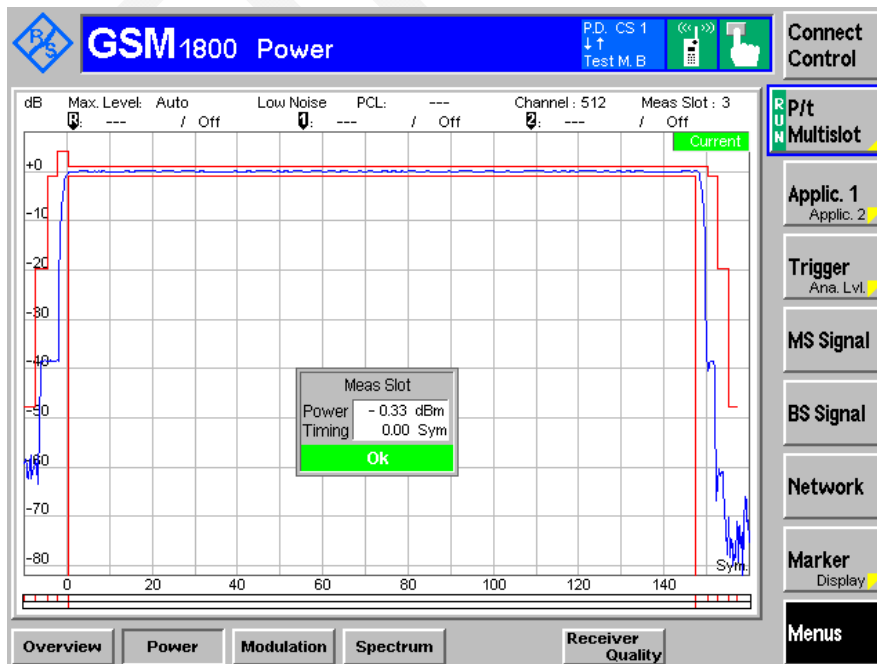 R&S
GSM1800 Power
P.D. CS 1
Test M. B
Connect Control
dB Max. Level: Auto Low Noise PCL: --- Channel : 512 Meas Slot : 3
R: --- / Off 1: --- / Off 2: --- / Off
Current
RUN
P/t Multislot
Applic. 1
Applic. 2
Trigger
Ana. Lvl.
MS Signal
BS Signal
Network
Marker
Display
Menus
+0
-10
-20
-30
-40
-50
-60
-70
-80
Meas Slot
Power - 0.33 dBm
Timing 0.00 Sym
Ok
Sym.
0 20 40 60 80 100 120 140
Overview Power Modulation Spectrum Receiver Quality